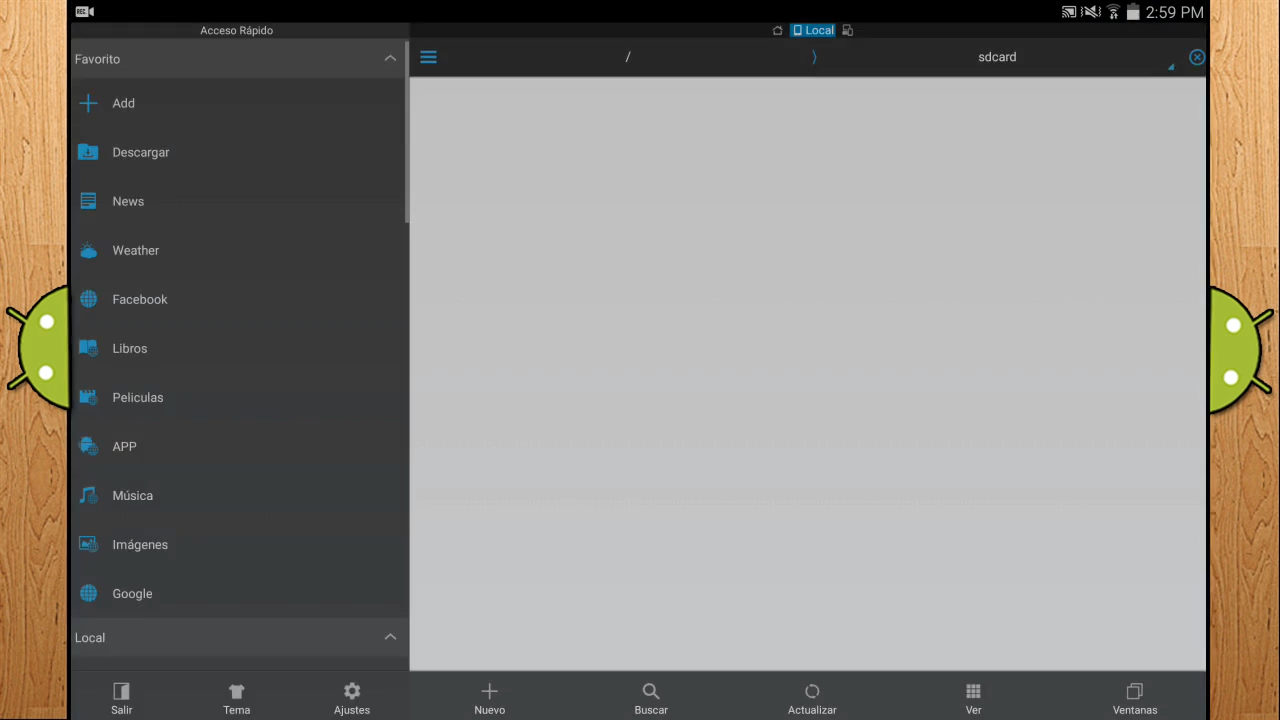 REC
2:59 PM
Acceso Rápido
Local
Favorito
/
sdcard
Add
Descargar
News
Weather
Facebook
Libros
Peliculas
APP
Música
Imágenes
Google
Local
Salir
Tema
Ajustes
Nuevo
Buscar
Actualizar
Ver
Ventanas